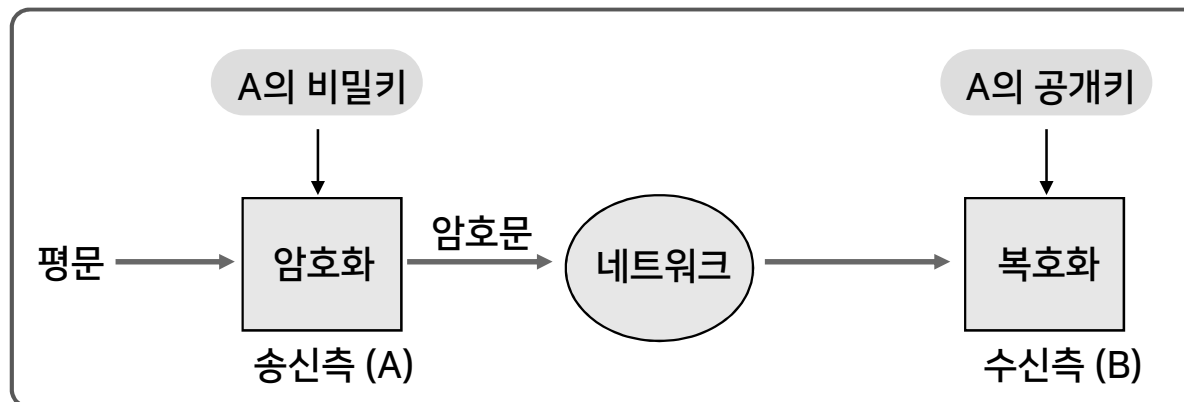 A의 비밀키
A의 공개키
평문
암호화
암호문
네트워크
복호화
송신측 (A)
수신측 (B)